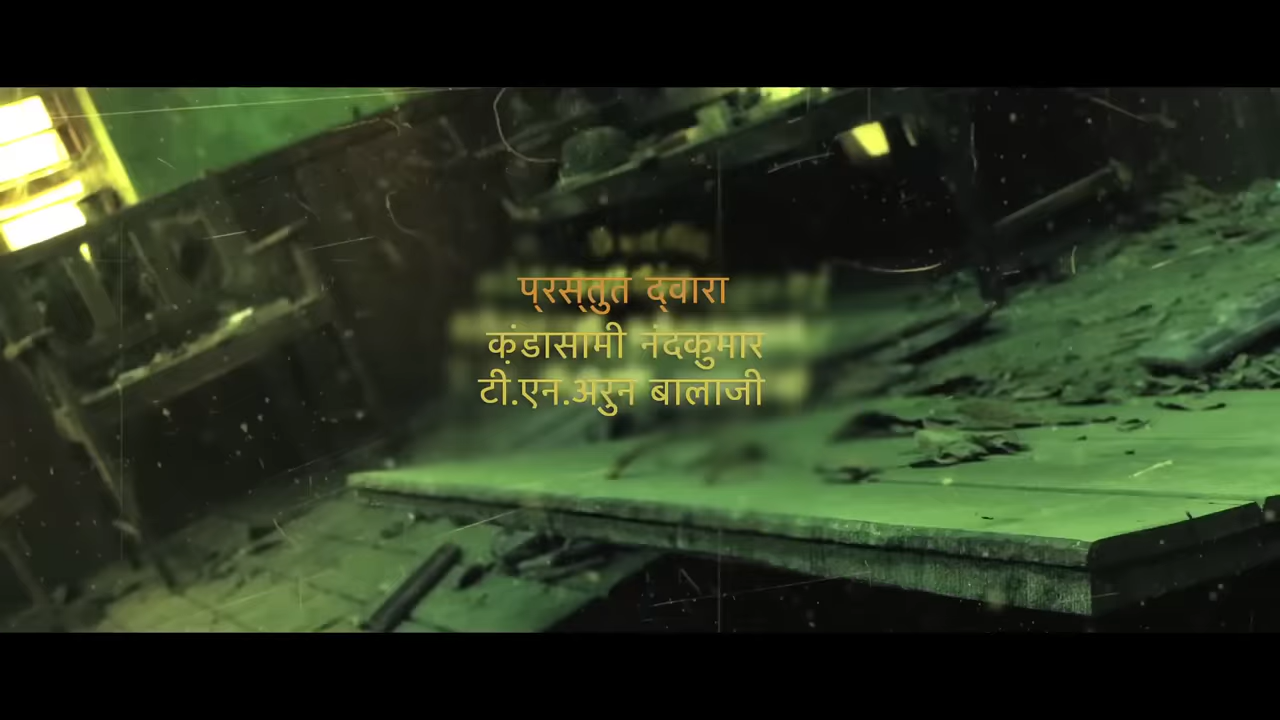 प्रस्तुत द्वारा
कंडासामी नंदकुमार
टी.एन.अरुन बालाजी